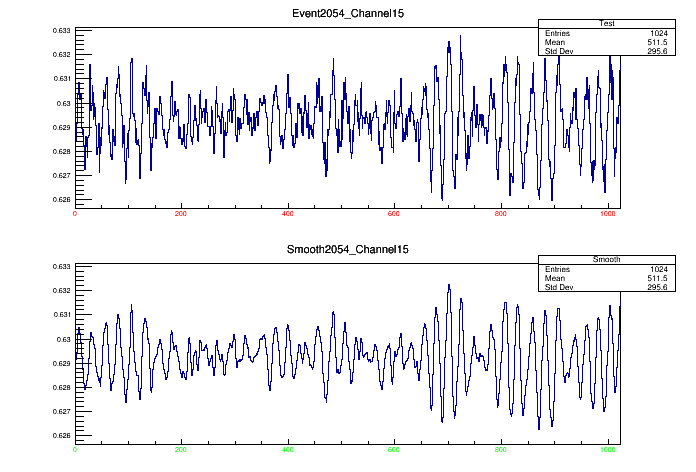 Event2054_Channel15
Test
Entries 1024
Mean 511.5
Std Dev 295.6
0.633
0.632
0.631
0.63
0.629
0.628
0.627
0.626
0 200 400 600 800 1000
Smooth2054_Channel15
Smooth
Entries 1024
Mean 511.5
Std Dev 295.6
0.633
0.632
0.631
0.63
0.629
0.628
0.627
0.626
0 200 400 600 800 1000